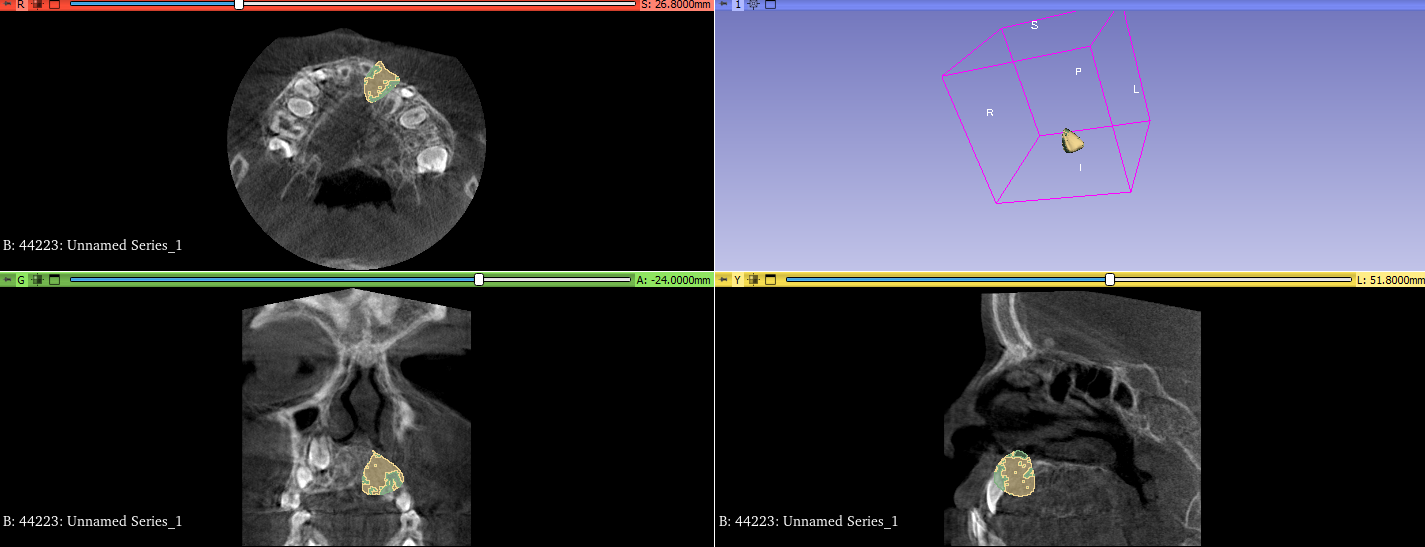 R S: 26.8000mm
1
S
P
L
R
I
B: 44223: Unnamed Series_1
G A: -24.0000mm
Y L: 51.8000mm
B: 44223: Unnamed Series_1
B: 44223: Unnamed Series_1